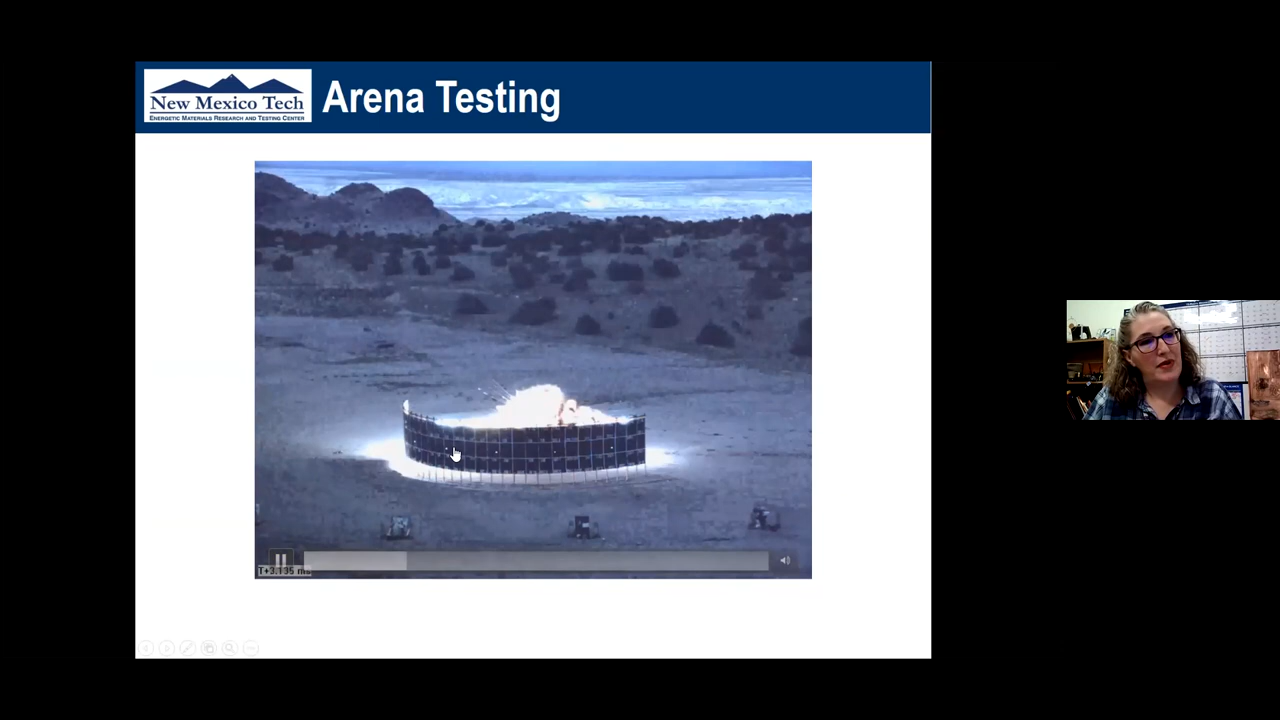 New Mexico Tech
Energetic Materials Research and Testing Center
Arena Testing
T+3.135 ms